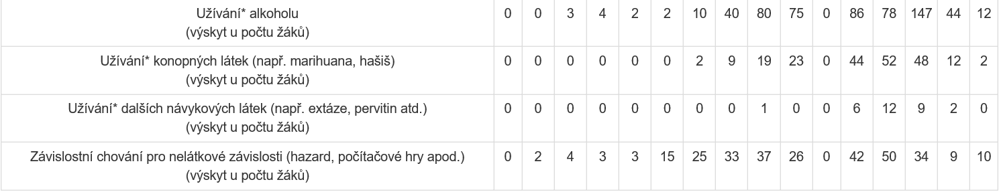 Užívání* alkoholu 0 0 3 4 2 2 10 40 80 75 0 86 78 147 44 12
(výskyt u počtu žáků)
Užívání* konopných látek (např. marihuana, hašiš) 0 0 0 0 0 0 2 9 19 23 0 44 52 48 12 2
(výskyt u počtu žáků)
Užívání* dalších návykových látek (např. extáze, pervitin atd.) 0 0 0 0 0 0 0 0 1 0 0 6 12 9 2 0
(výskyt u počtu žáků)
Závislostní chování pro nelátkové závislosti (hazard, počítačové hry apod.) 0 2 4 3 3 15 25 33 37 26 0 42 50 34 9 10
(výskyt u počtu žáků)